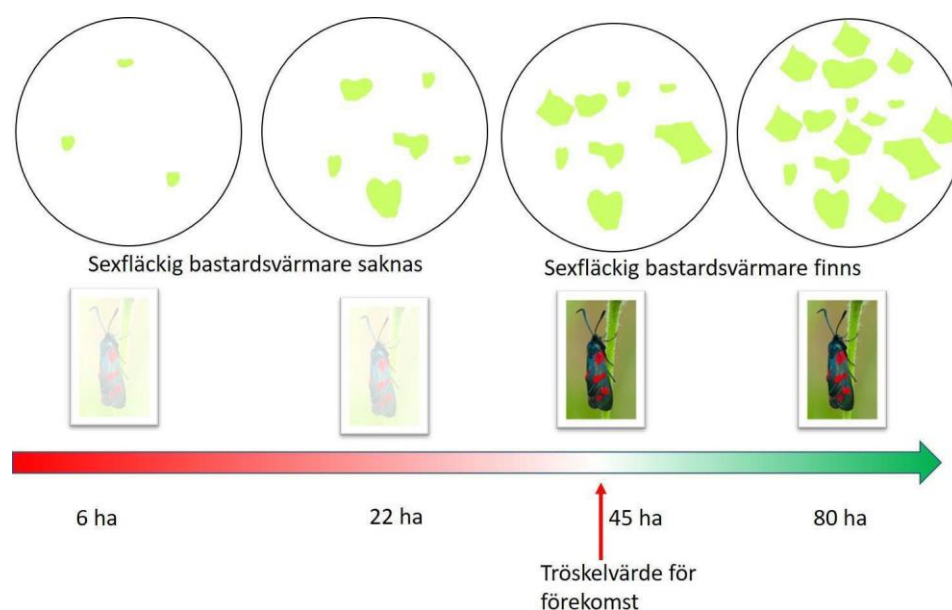 Sexfläckig bastardsvärmare saknas
Sexfläckig bastardsvärmare finns
6 ha
22 ha
45 ha
80 ha
Tröskelvärde för
förekomst